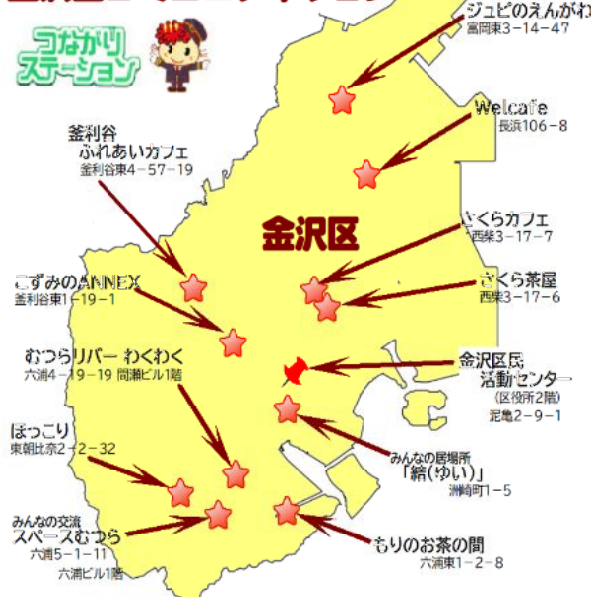 つながり
ステーション
ジュピのえんがわ
富岡東3-14-47
Welcafe
長浜106-8
釜利谷
ふれあいカフェ
釜利谷東4-57-19
金沢区
さくらカフェ
西柴3-17-7
こずみのANNEX
釜利谷東1-19-1
さくら茶屋
西柴3-17-6
むつらリバー わくわく
六浦4-19-19 間瀬ビル1階
金沢区民
活動センター
(区役所2階)
泥亀2-9-1
ほっこり
東朝比奈2-2-32
みんなの居場所
「結(ゆい)」
洲崎町1-5
みんなの交流
スペースむつら
六浦5-1-11
六浦ビル1階
もりのお茶の間
六浦東1-2-8